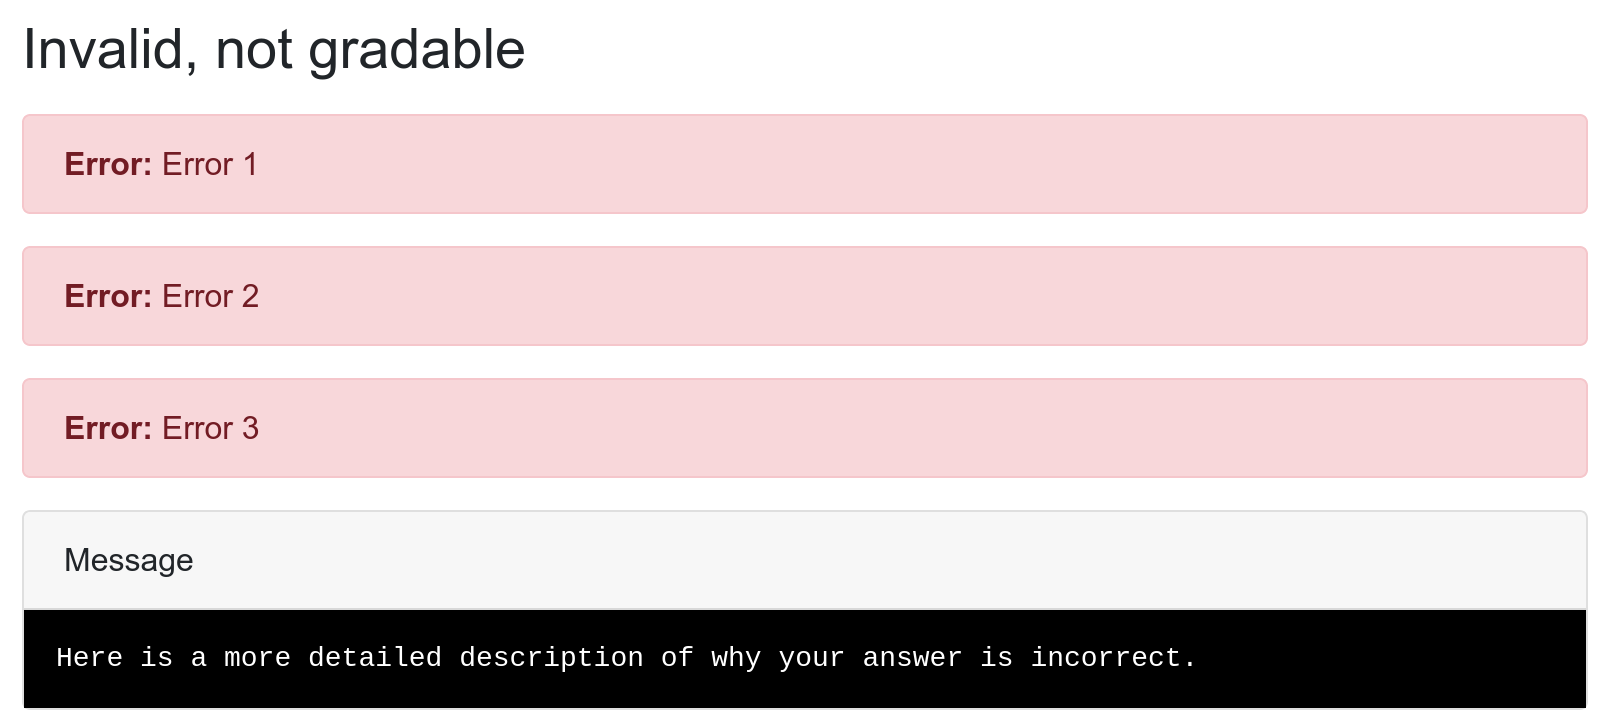 Invalid, not gradable
Error: Error 1
Error: Error 2
Error: Error 3
Message
Here is a more detailed description of why your answer is incorrect.